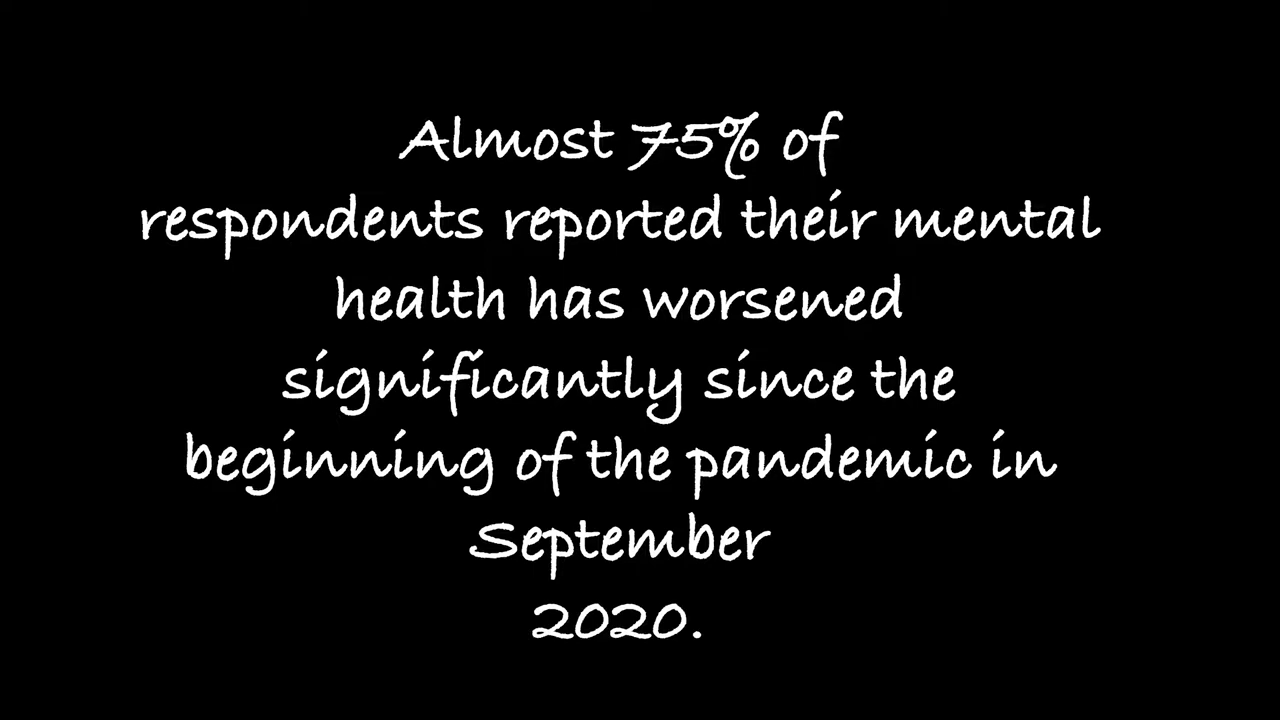 Almost 75% of
respondents reported their mental
health has worsened
significantly since the
beginning of the pandemic in
September
2020.